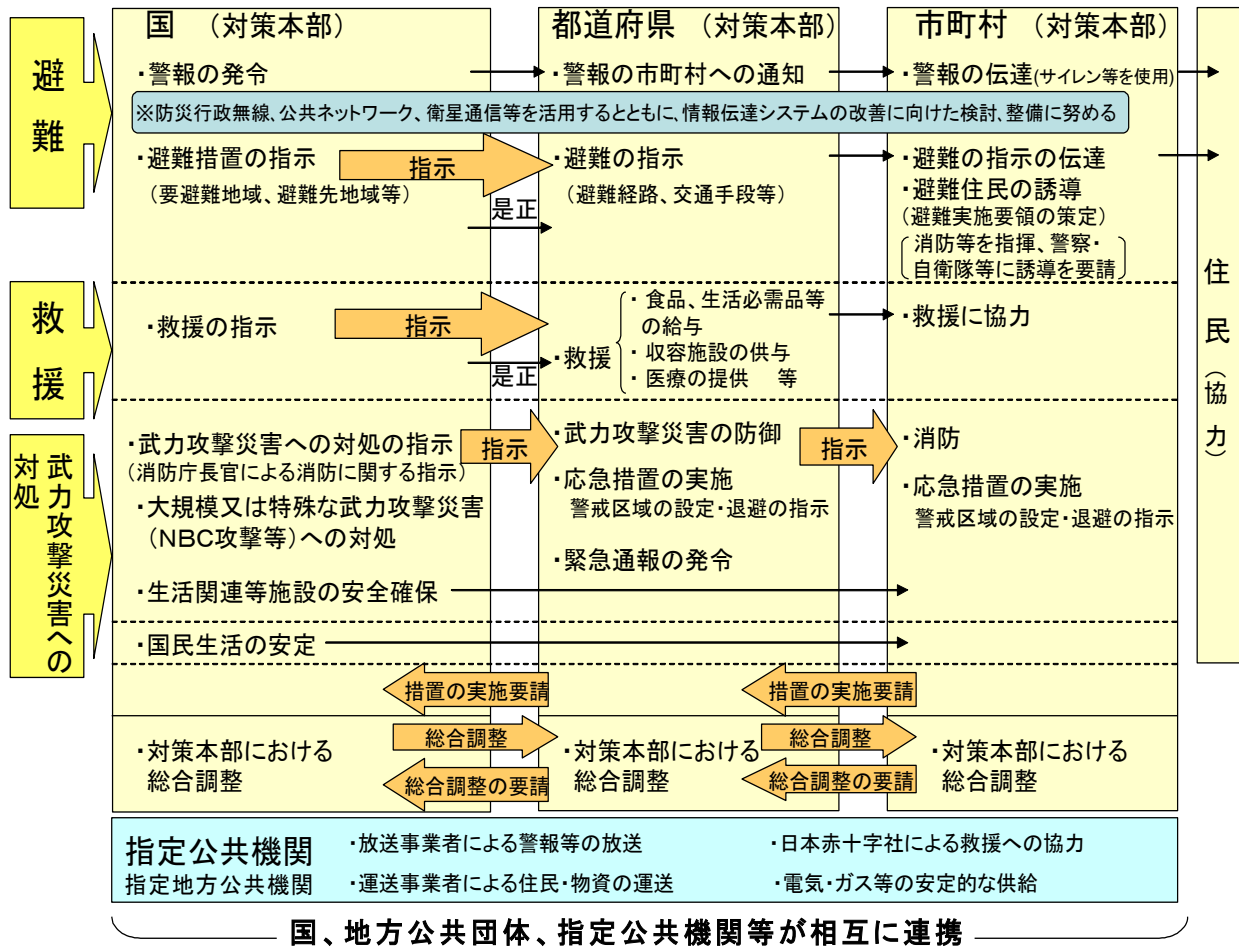 避難
国 (対策本部)
都道府県 (対策本部)
市町村 (対策本部)
・警報の発令
・警報の市町村への通知
・警報の伝達(サイレン等を使用)
※防災行政無線、公共ネットワーク、衛星通信等を活用するとともに、情報伝達システムの改善に向けた検討、整備に努める
・避難措置の指示
(要避難地域、避難先地域等)
指示
是正
・避難の指示
(避難経路、交通手段等)
・避難の指示の伝達
・避難住民の誘導
(避難実施要領の策定)
消防等を指揮、警察・
自衛隊等に誘導を要請
住民(協力)
救援
・救援の指示
指示
是正
・救援
・食品、生活必需品等
の給与
・収容施設の供与
・医療の提供 等
・救援に協力
武力攻撃災害への
対処
・武力攻撃災害への対処の指示
(消防庁長官による消防に関する指示)
・大規模又は特殊な武力攻撃災害
(NBC攻撃等)への対処
・生活関連等施設の安全確保
指示
・武力攻撃災害の防御
・応急措置の実施
警戒区域の設定・退避の指示
・緊急通報の発令
指示
・消防
・応急措置の実施
警戒区域の設定・退避の指示
・国民生活の安定
措置の実施要請
措置の実施要請
・対策本部における
総合調整
総合調整
総合調整の要請
・対策本部における
総合調整
総合調整
総合調整の要請
・対策本部における
総合調整
指定公共機関
指定地方公共機関
・放送事業者による警報等の放送
・日本赤十字社による救援への協力
・運送事業者による住民・物資の運送
・電気・ガス等の安定的な供給
国、地方公共団体、指定公共機関等が相互に連携